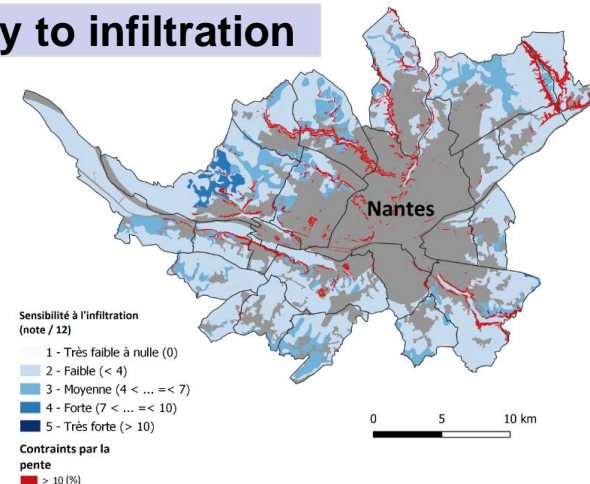 y to infiltration
Nantes
Sensibilité à l'infiltration
(note / 12)
1 - Très faible à nulle (0)
2 - Faible (< 4)
3 - Moyenne (4 < ... =< 7)
4 - Forte (7 < ... =< 10)
5 - Très forte (> 10)
Contraints par la
pente
> 10 (%)
0 5 10 km